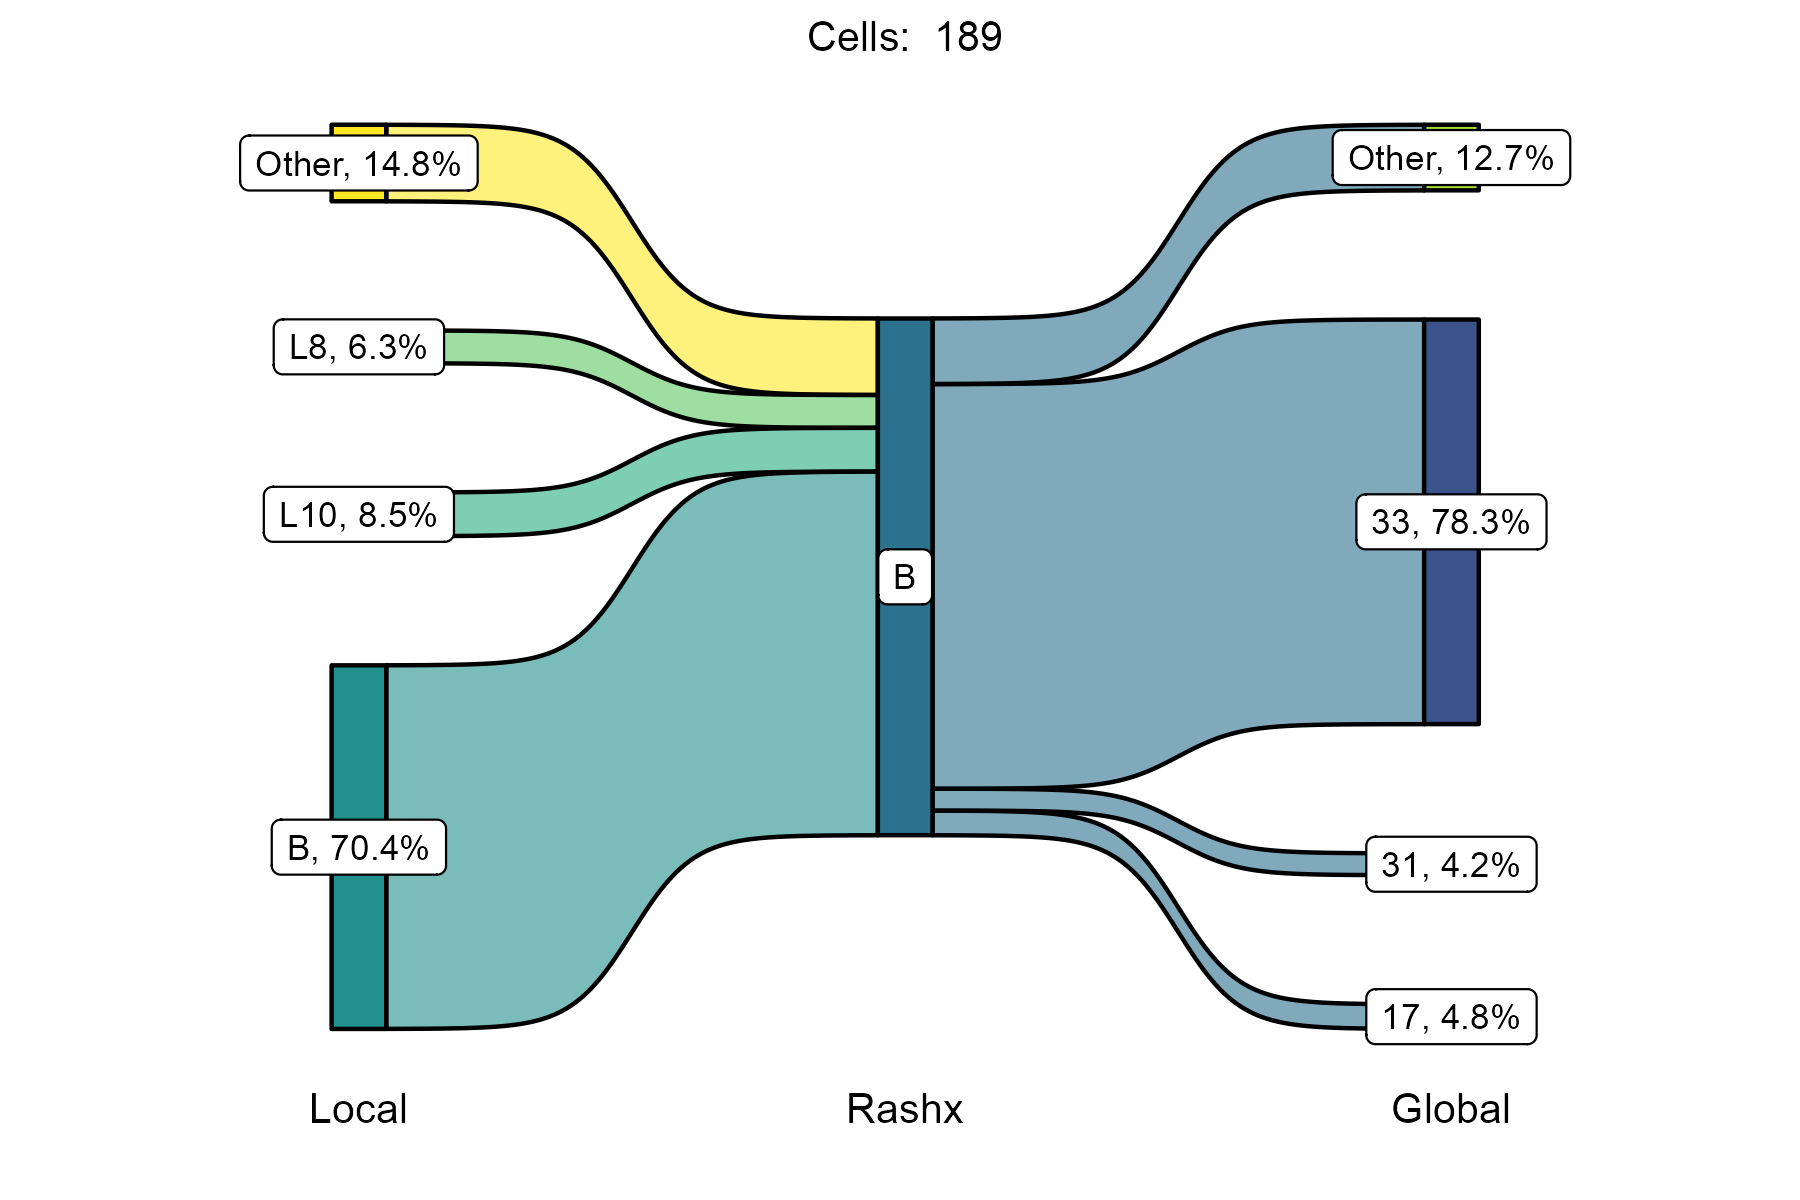 Cells:  189
Other, 14.8%
L8, 6.3%
L10, 8.5%
B, 70.4%
B
Other, 12.7%
33, 78.3%
31, 4.2%
17, 4.8%
Local
Rashx
Global